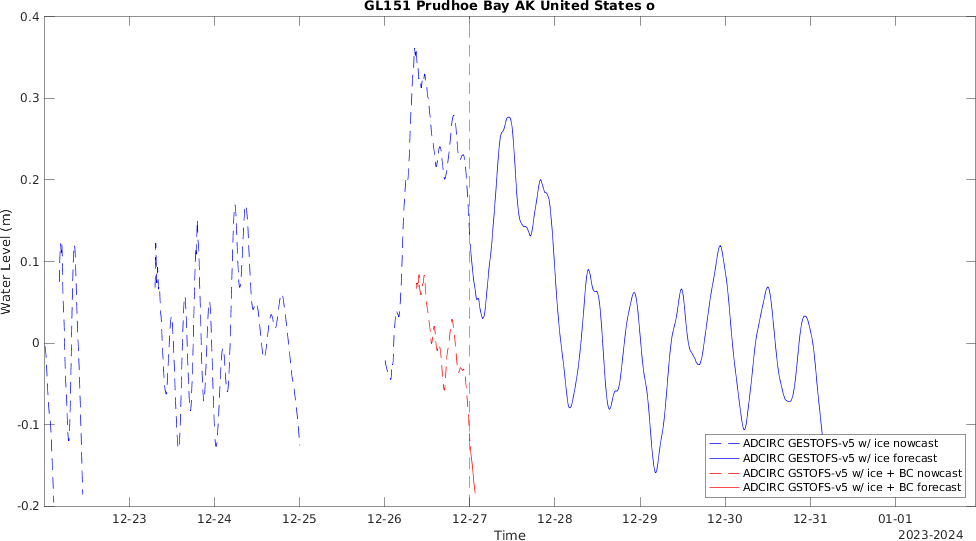 GL151 Prudhoe Bay AK United States o
0.4
0.3
0.2
0.1
0
-0.1
-0.2
Water Level (m)
12-23
12-24
12-25
12-26
12-27
12-28
12-29
12-30
12-31
01-01
Time
2023-2024
ADCIRC GESTOFS-v5 w/ ice nowcast
ADCIRC GESTOFS-v5 w/ ice forecast
ADCIRC GSTOFS-v5 w/ ice + BC nowcast
ADCIRC GSTOFS-v5 w/ ice + BC forecast